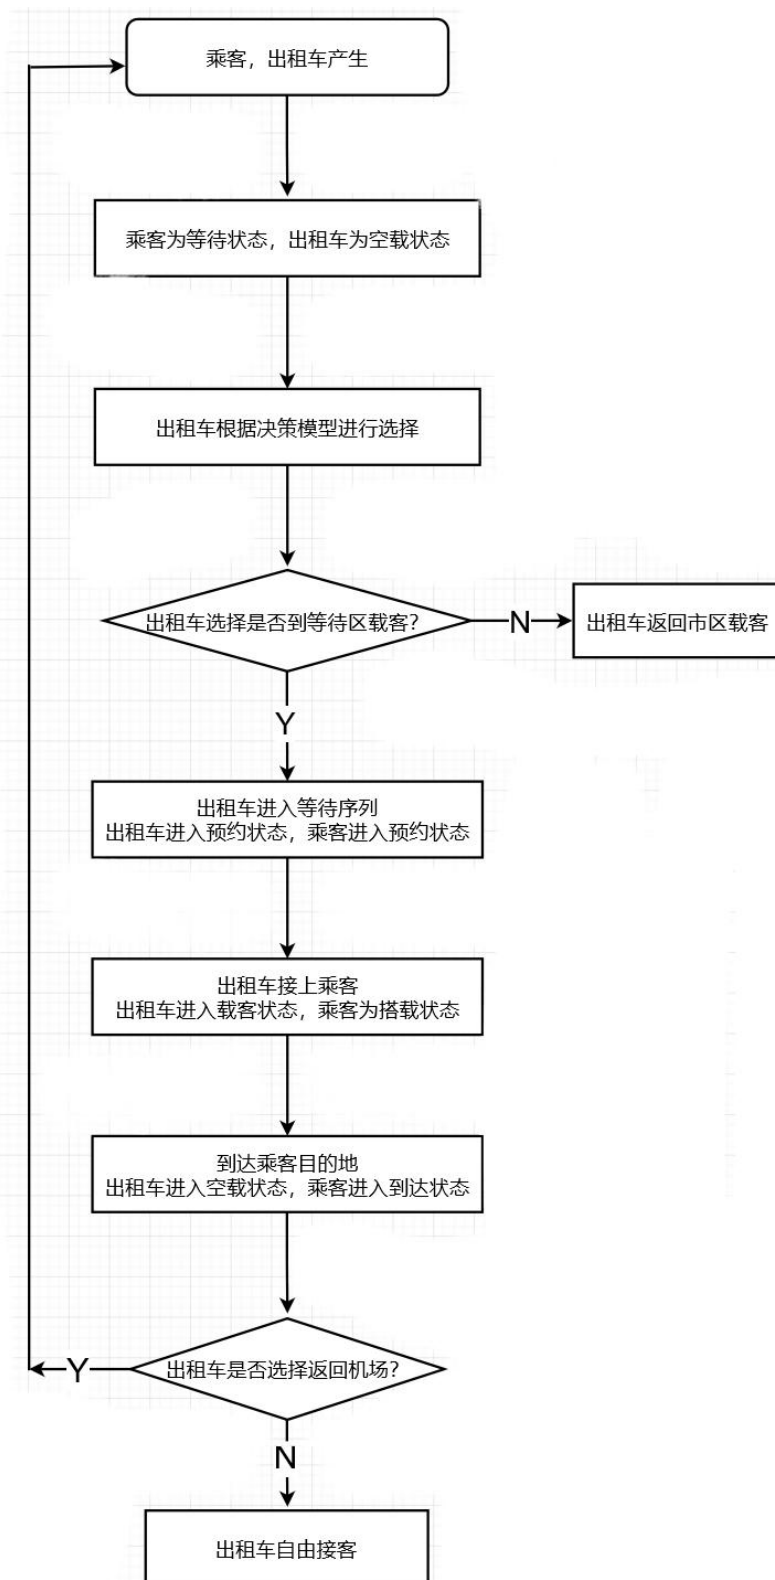 乘客，出租车产生
乘客为等待状态，出租车为空载状态
出租车根据决策模型进行选择
出租车选择是否到等待区载客？
N
出租车返回市区载客
Y
出租车进入等待序列
出租车进入预约状态，乘客进入预约状态
出租车接上乘客
出租车进入载客状态，乘客为搭载状态
到达乘客目的地
出租车进入空载状态，乘客进入到达状态
出租车是否选择返回机场？
Y
N
出租车自由接客